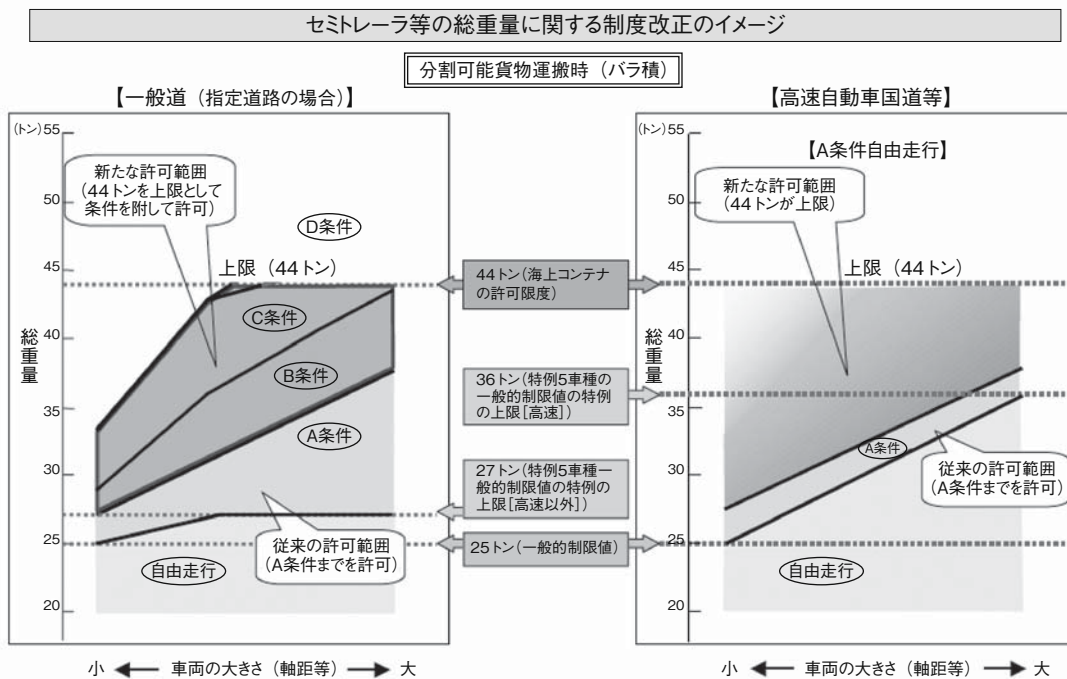 セミトレーラ等の総重量に関する制度改正のイメージ
分割可能貨物運搬時（バラ積）
【一般道（指定道路の場合）】
(トン)
55
50
45
40
35
30
25
20
総重量
新たな許可範囲
(44トンを上限として
条件を附して許可)
D条件
上限（44トン）
C条件
B条件
A条件
従来の許可範囲
(A条件までを許可)
自由走行
小
車両の大きさ（軸距等）
大
44トン(海上コンテナ
の許可限度)
36トン(特例5車種の
一般的制限値の特例
の上限[高速])
27トン(特例5車種一
般的制限値の特例の
上限[高速以外])
25トン(一般的制限値)
【高速自動車国道等】
(トン)
55
50
45
40
35
30
25
20
総重量
【A条件自由走行】
新たな許可範囲
(44トンが上限)
上限（44トン）
A条件
従来の許可範囲
(A条件までを許可)
自由走行
小
車両の大きさ（軸距等）
大